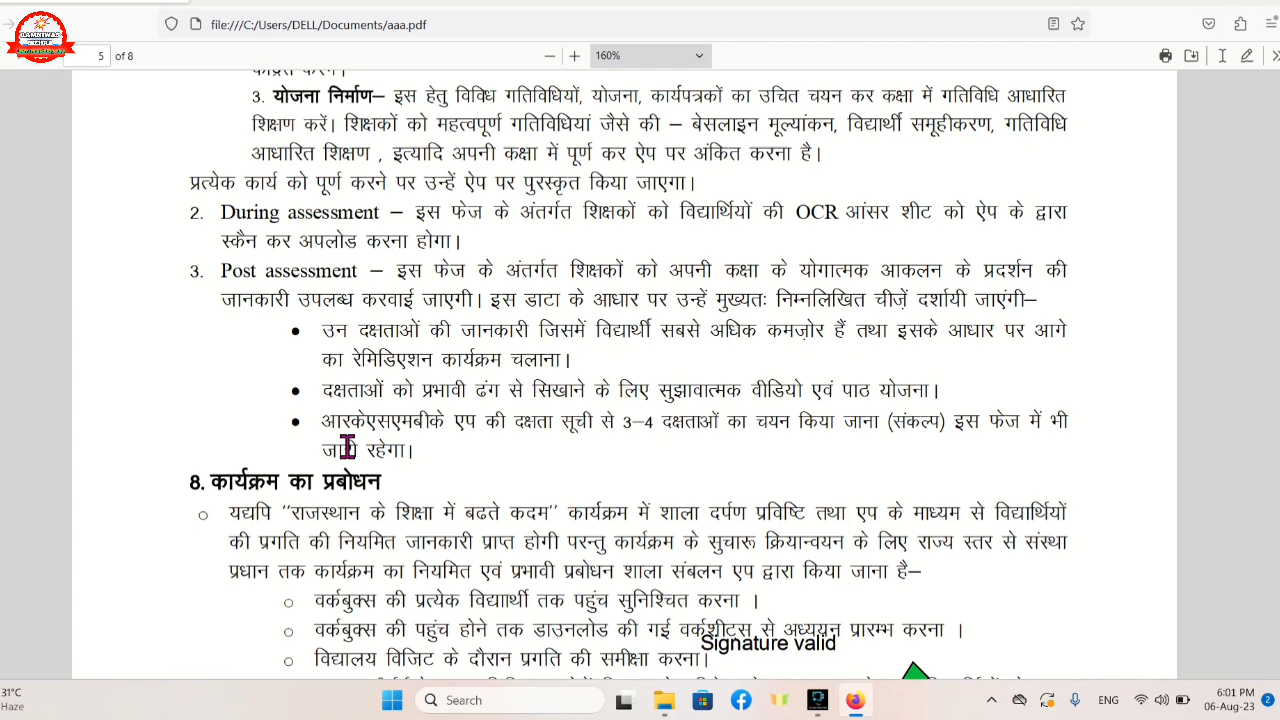 file:///C:/Users/DELL/Documents/aaa.pdf
5 of 8
160%
3. योजना निर्माण– इस हेतु विविध गतिविधियों, योजना, कार्यपत्रकों का उचित चयन कर कक्षा में गतिविधि आधारित
शिक्षण करें। शिक्षकों को महत्वपूर्ण गतिविधियां जैसे की – बेसलाइन मूल्यांकन, विद्यार्थी समूहीकरण, गतिविधि
आधारित शिक्षण , इत्यादि अपनी कक्षा में पूर्ण कर ऐप पर अंकित करना है।
प्रत्येक कार्य को पूर्ण करने पर उन्हें ऐप पर पुरस्कृत किया जाएगा।
2. During assessment – इस फेज के अंतर्गत शिक्षकों को विद्यार्थियों की OCR आंसर शीट को ऐप के द्वारा
स्कैन कर अपलोड करना होगा।
3. Post assessment – इस फेज के अंतर्गत शिक्षकों को अपनी कक्षा के योगात्मक आकलन के प्रदर्शन की
जानकारी उपलब्ध करवाई जाएगी। इस डाटा के आधार पर उन्हें मुख्यतः निम्नलिखित चीज़ें दर्शायी जाएंगी–
• उन दक्षताओं की जानकारी जिसमें विद्यार्थी सबसे अधिक कमज़ोर हैं तथा इसके आधार पर आगे
का रेमिडिएशन कार्यक्रम चलाना।
• दक्षताओं को प्रभावी ढंग से सिखाने के लिए सुझावात्मक वीडियो एवं पाठ योजना।
• आरकेएसएमबीके एप की दक्षता सूची से 3–4 दक्षताओं का चयन किया जाना (संकल्प) इस फेज में भी
रहेगा।
8. कार्यक्रम का प्रबोधन
○ यद्यपि "राजस्थान के शिक्षा में बढते कदम" कार्यक्रम में शाला दर्पण प्रविष्टि तथा एप के माध्यम से विद्यार्थियों
की प्रगति की नियमित जानकारी प्राप्त होगी परन्तु कार्यक्रम के सुचारू क्रियान्वयन के लिए राज्य स्तर से संस्था
प्रधान तक कार्यक्रम का नियमित एवं प्रभावी प्रबोधन शाला संबलन एप द्वारा किया जाना है–
○ वर्कबुक्स की प्रत्येक विद्याार्थी तक पहुंच सुनिश्चित करना ।
○ वर्कबुक्स की पहुंच होने तक डाउनलोड की गई वर्कशीट्स से अध्ययन प्रारम्भ करना ।
Signature valid
○ विद्यालय विजिट के दौरान प्रगति की समीक्षा करना।
31°C
Haze
Search
ENG
6:01 PM
06-Aug-23
2